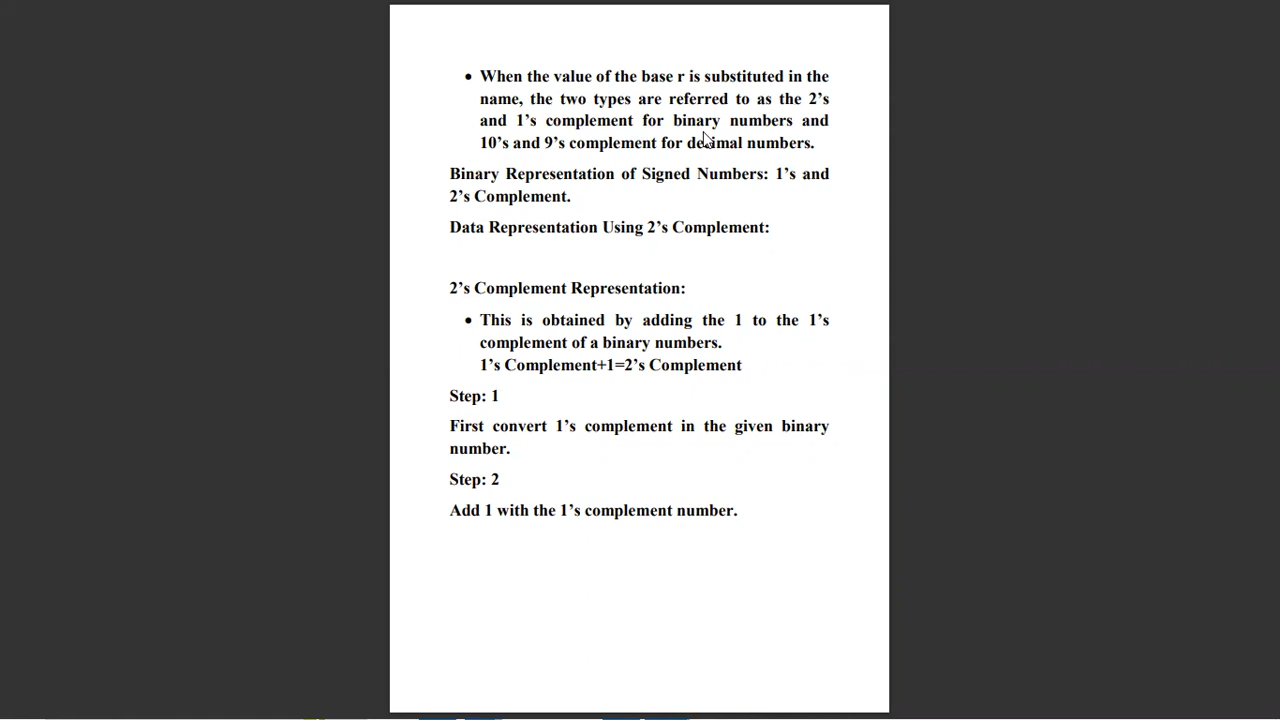 • When the value of the base r is substituted in the
name, the two types are referred to as the 2’s
and 1’s complement for binary numbers and
10’s and 9’s complement for decimal numbers.
Binary Representation of Signed Numbers: 1’s and
2’s Complement.
Data Representation Using 2’s Complement:
2’s Complement Representation:
• This is obtained by adding the 1 to the 1’s
complement of a binary numbers.
1’s Complement+1=2’s Complement
Step: 1
First convert 1’s complement in the given binary
number.
Step: 2
Add 1 with the 1’s complement number.